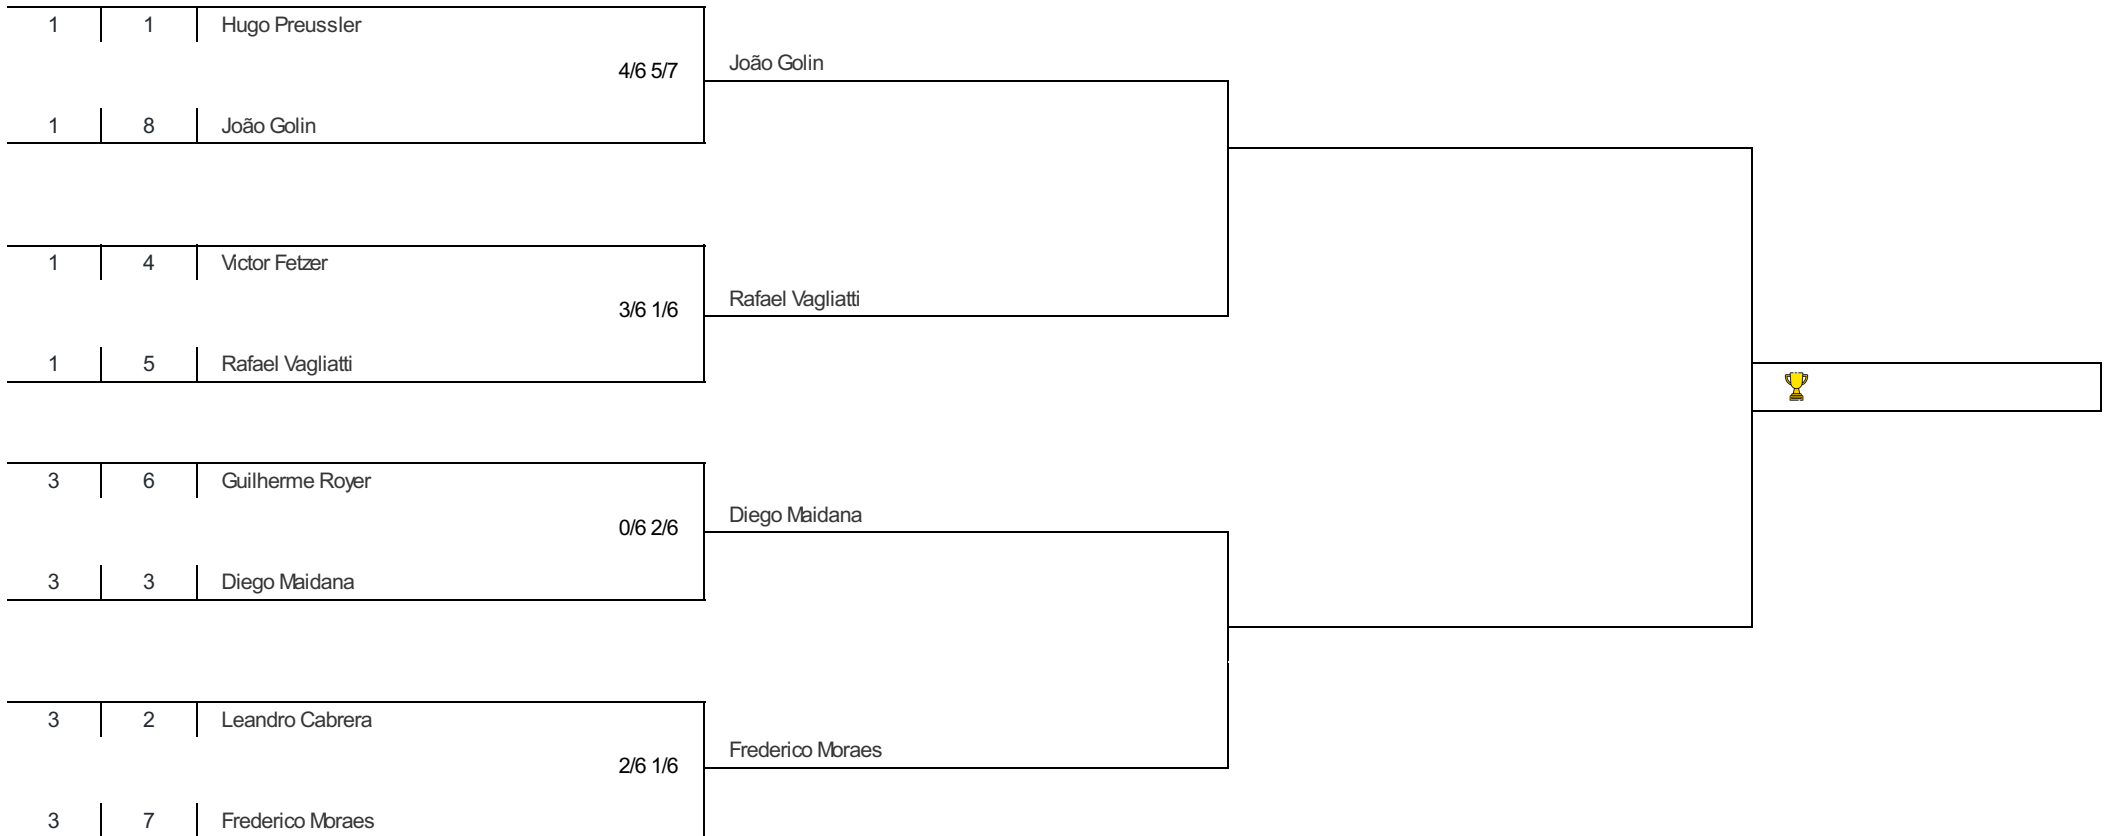 1 1 Hugo Preussler
4/6 5/7
João Golin
1 8 João Golin
1 4 Victor Fetzer
3/6 1/6
Rafael Vagliatti
1 5 Rafael Vagliatti
3 6 Guilherme Royer
0/6 2/6
Diego Maidana
3 3 Diego Maidana
3 2 Leandro Cabrera
2/6 1/6
Frederico Moraes
3 7 Frederico Moraes